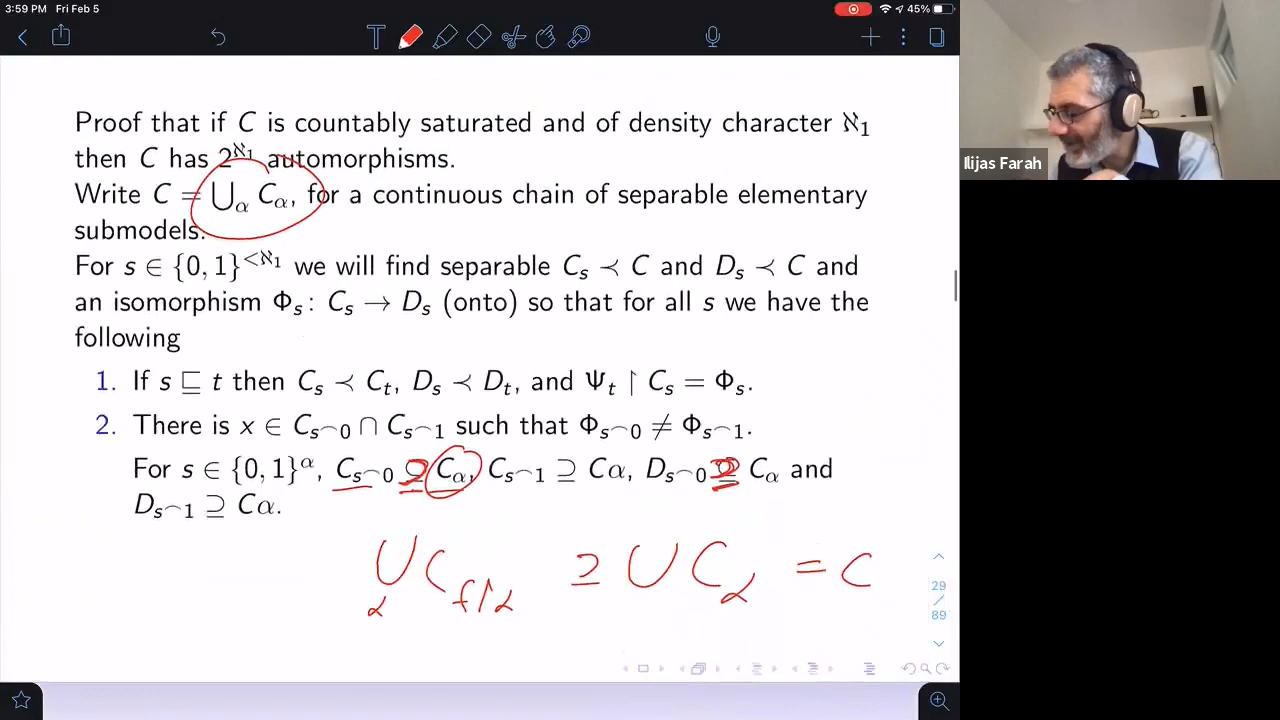 3:59 PM Fri Feb 5
45%
Proof that if C is countably saturated and of density character ℵ₁
then C has 2^ℵ₁ automorphisms.
Write C = ⋃_α C_α, for a continuous chain of separable elementary
submodels.
For s ∈ {0, 1}^{<ℵ₁} we will find separable C_s ≺ C and D_s ≺ C and
an isomorphism Φ_s : C_s → D_s (onto) so that for all s we have the
following
1. If s ⊑ t then C_s ≺ C_t, D_s ≺ D_t, and Ψ_t ↾ C_s = Φ_s.
2. There is x ∈ C_{s⌢0} ∩ C_{s⌢1} such that Φ_{s⌢0} ≠ Φ_{s⌢1}.
For s ∈ {0, 1}^α, C_{s⌢0} ⊇ C_α, C_{s⌢1} ⊇ Cα, D_{s⌢0} ⊇ C_α and
D_{s⌢1} ⊇ Cα.
⋃_α C_{f↾α} ⊇ ⋃ C_α = C
29
/
89
Ilijas Farah